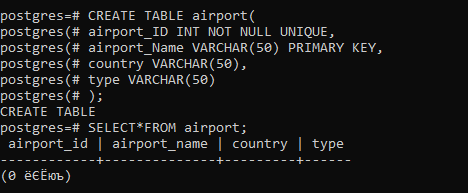 postgres=# CREATE TABLE airport(
postgres(# airport_ID INT NOT NULL UNIQUE,
postgres(# airport_Name VARCHAR(50) PRIMARY KEY,
postgres(# country VARCHAR(50),
postgres(# type VARCHAR(50)
postgres(# );
CREATE TABLE
postgres=# SELECT*FROM airport;
 airport_id | airport_name | country | type
------------+--------------+---------+------
(0 ёЄЁюъ)